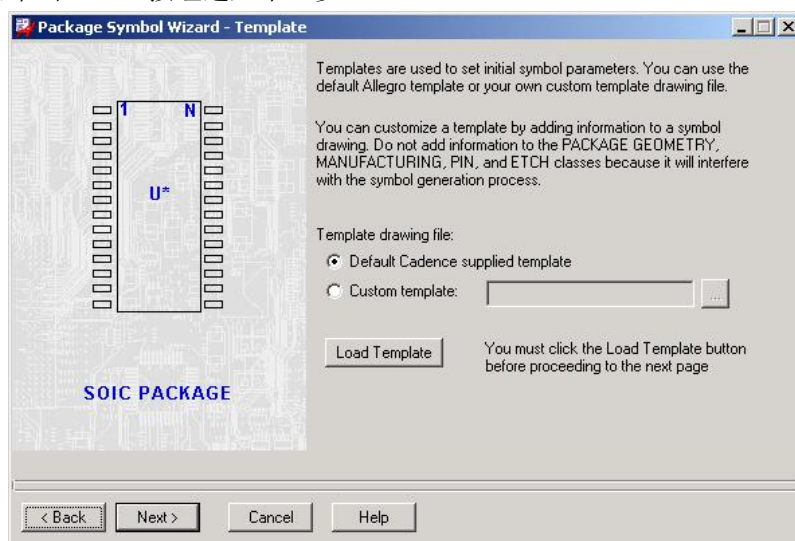 Package Symbol Wizard - Template
Templates are used to set initial symbol parameters. You can use the
default Allegro template or your own custom template drawing file.
You can customize a template by adding information to a symbol
drawing. Do not add information to the PACKAGE GEOMETRY,
MANUFACTURING, PIN, and ETCH classes because it will interfere
with the symbol generation process.
1 N
U*
SOIC PACKAGE
Template drawing file:
Default Cadence supplied template
Custom template:
...
Load Template
You must click the Load Template button
before proceeding to the next page
< Back Next > Cancel Help